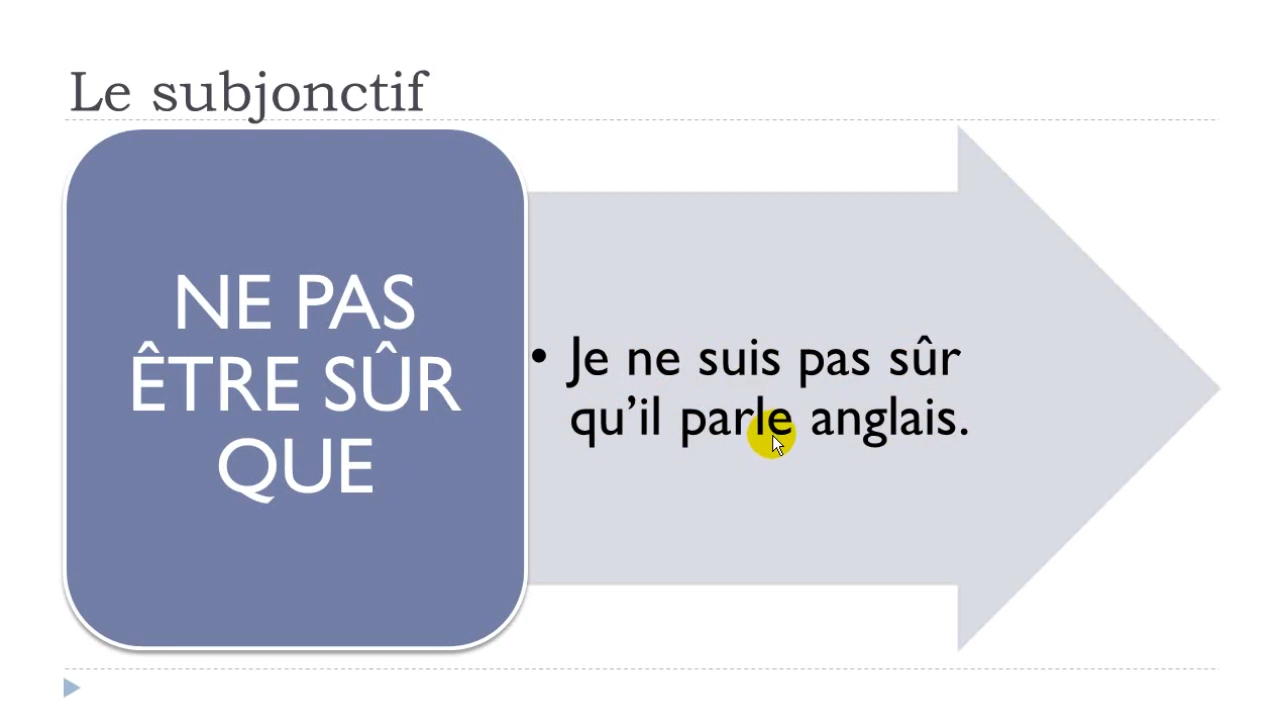 Le subjonctif
NE PAS
ÊTRE SÛR
QUE
• Je ne suis pas sûr
qu’il parle anglais.